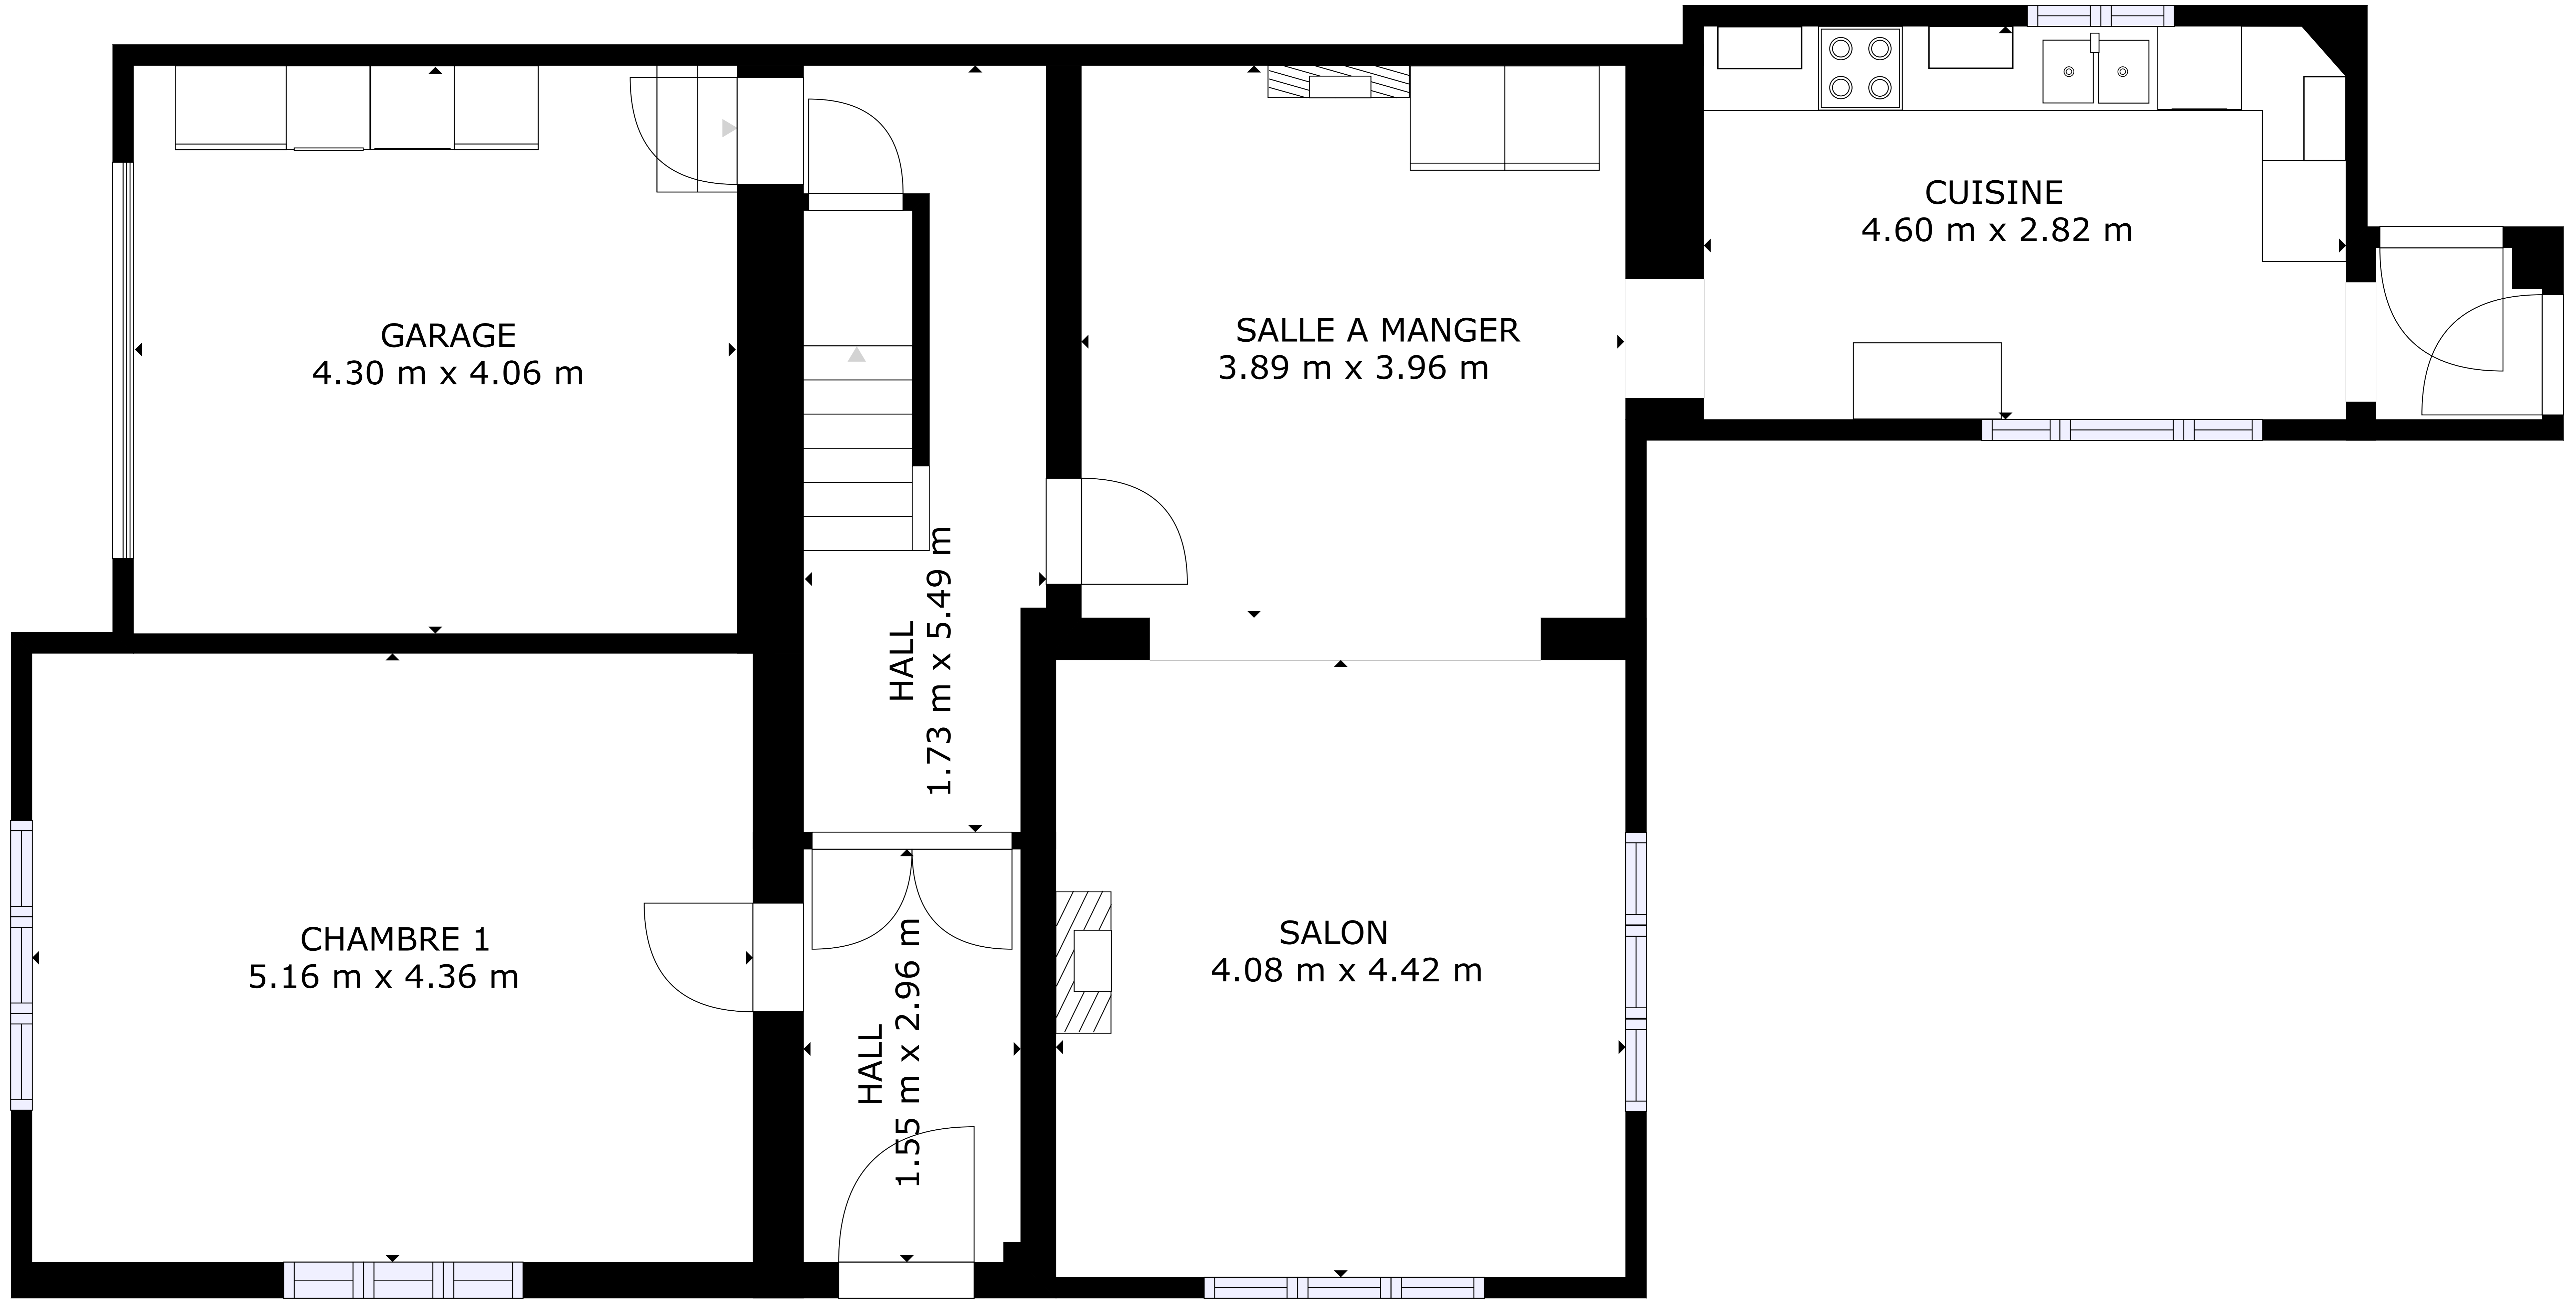 CUISINE
4.60 m x 2.82 m
GARAGE
4.30 m x 4.06 m
SALLE A MANGER
3.89 m x 3.96 m
HALL
1.73 m x 5.49 m
CHAMBRE 1
5.16 m x 4.36 m
HALL
1.55 m x 2.96 m
SALON
4.08 m x 4.42 m